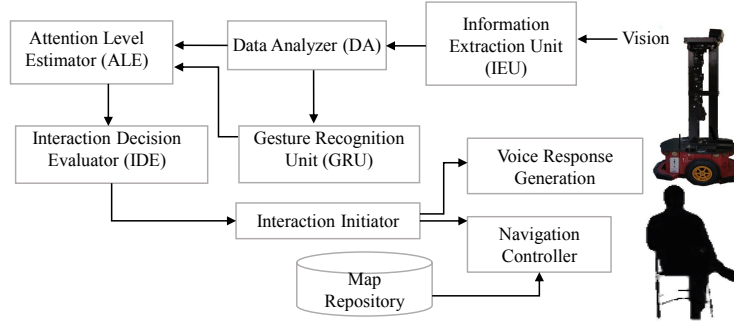 Attention Level
Estimator (ALE)
Data Analyzer (DA)
Information
Extraction Unit
(IEU)
Vision
Interaction Decision
Evaluator (IDE)
Gesture Recognition
Unit (GRU)
Voice Response
Generation
Interaction Initiator
Navigation
Controller
Map
Repository